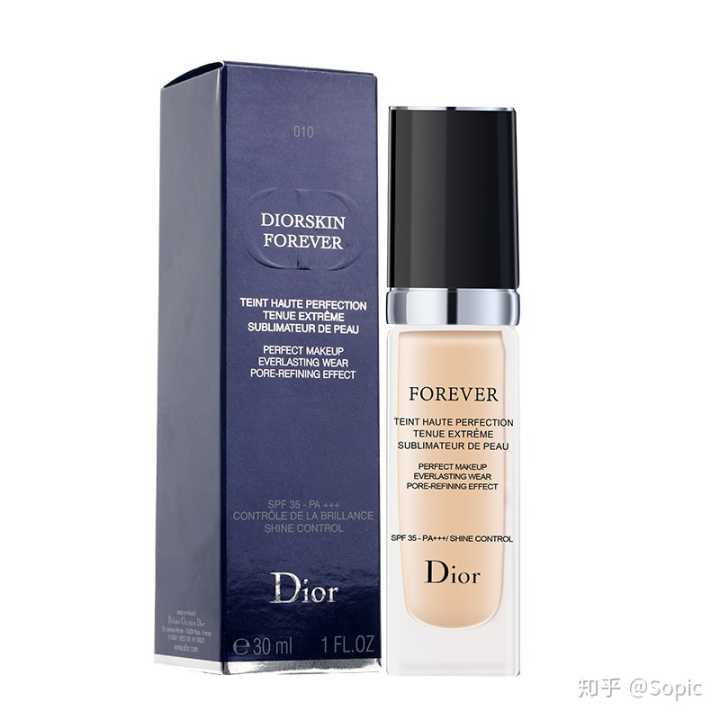 010
DIORSKIN
FOREVER
TEINT HAUTE PERFECTION
TENUE EXTRÊME
SUBLIMATEUR DE PEAU
PERFECT MAKEUP
EVERLASTING WEAR
PORE-REFINING EFFECT
SPF 35 - PA +++
CONTRÔLE DE LA BRILLANCE
SHINE CONTROL
Dior
e 30 ml 1 FL.OZ
FOREVER
TEINT HAUTE PERFECTION
TENUE EXTRÊME
SUBLIMATEUR DE PEAU
PERFECT MAKEUP
EVERLASTING WEAR
PORE-REFINING EFFECT
SPF 35 - PA+++/ SHINE CONTROL
Dior
知乎 @Sopic